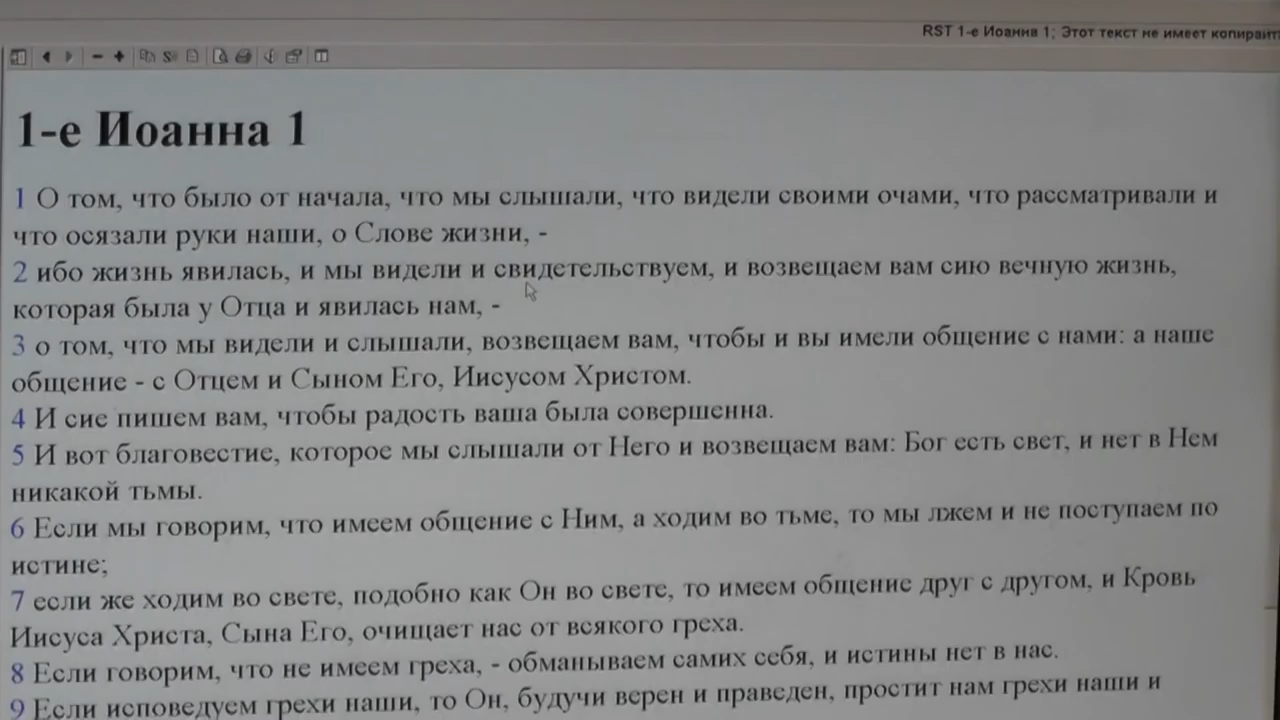 RST 1-е Иоанна 1; Этот текст не имеет копирайт
1-е Иоанна 1
1 О том, что было от начала, что мы слышали, что видели своими очами, что рассматривали и
что осязали руки наши, о Слове жизни, -
2 ибо жизнь явилась, и мы видели и свидетельствуем, и возвещаем вам сию вечную жизнь,
которая была у Отца и явилась нам, -
3 о том, что мы видели и слышали, возвещаем вам, чтобы и вы имели общение с нами: а наше
общение - с Отцем и Сыном Его, Иисусом Христом.
4 И сие пишем вам, чтобы радость ваша была совершенна.
5 И вот благовестие, которое мы слышали от Него и возвещаем вам: Бог есть свет, и нет в Нем
никакой тьмы.
6 Если мы говорим, что имеем общение с Ним, а ходим во тьме, то мы лжем и не поступаем по
истине;
7 если же ходим во свете, подобно как Он во свете, то имеем общение друг с другом, и Кровь
Иисуса Христа, Сына Его, очищает нас от всякого греха.
8 Если говорим, что не имеем греха, - обманываем самих себя, и истины нет в нас.
9 Если исповедуем грехи наши, то Он, будучи верен и праведен, простит нам грехи наши и